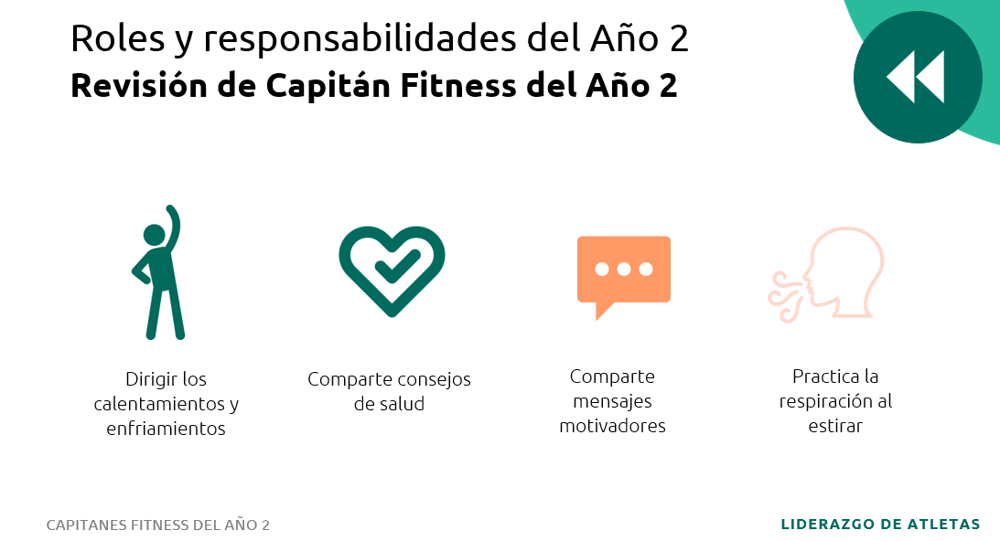 Roles y responsabilidades del Año 2
Revisión de Capitán Fitness del Año 2
Dirigir los
calentamientos y
enfriamientos
Comparte consejos
de salud
Comparte
mensajes
motivadores
Practica la
respiración al
estirar
CAPITANES FITNESS DEL AÑO 2
LIDERAZGO DE ATLETAS